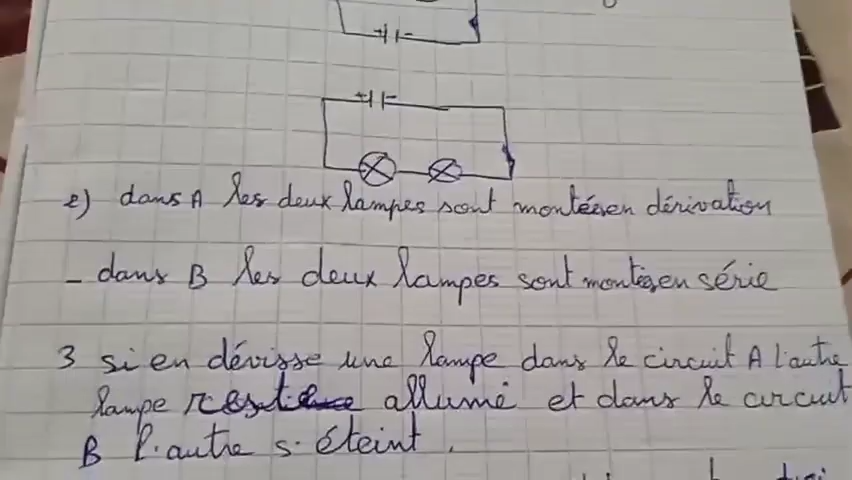 2) dans A les deux lampes sont montées en dérivation
- dans B les deux lampes sont montés en série
3 si en dévisse une lampe dans le circuit A l'autre
lampe reste allumé et dans le circuit
B l'autre s'éteint.